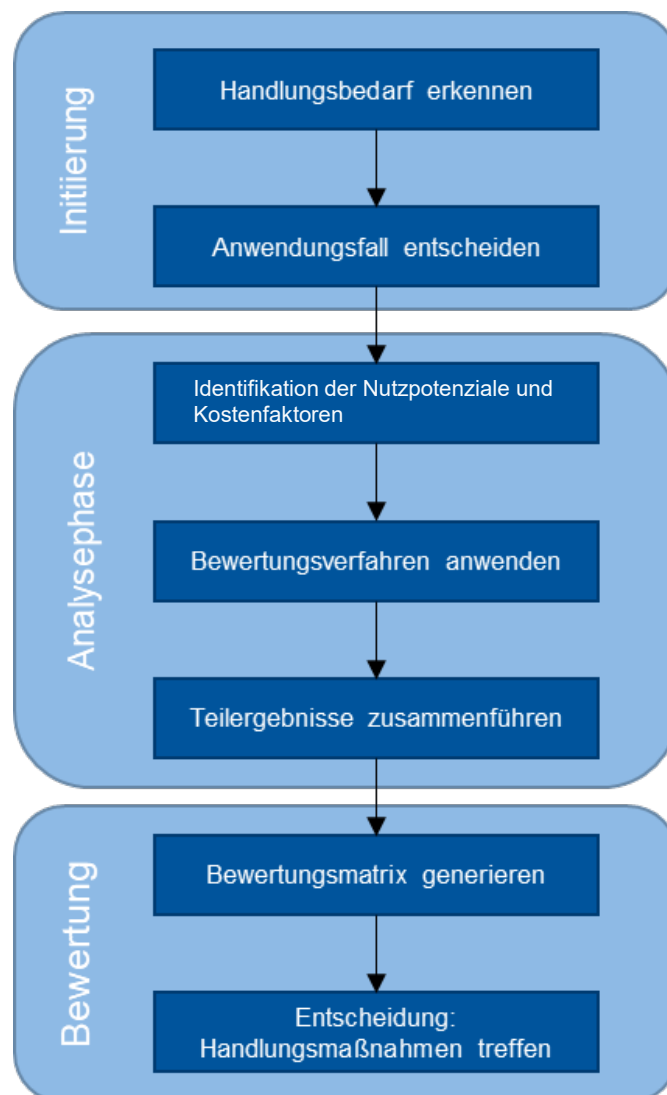 Initiierung
Handlungsbedarf erkennen
Anwendungsfall entscheiden
Analysephase
Identifikation der Nutzpotenziale und
Kostenfaktoren
Bewertungsverfahren anwenden
Teilergebnisse zusammenführen
Bewertung
Bewertungsmatrix generieren
Entscheidung:
Handlungsmaßnahmen treffen